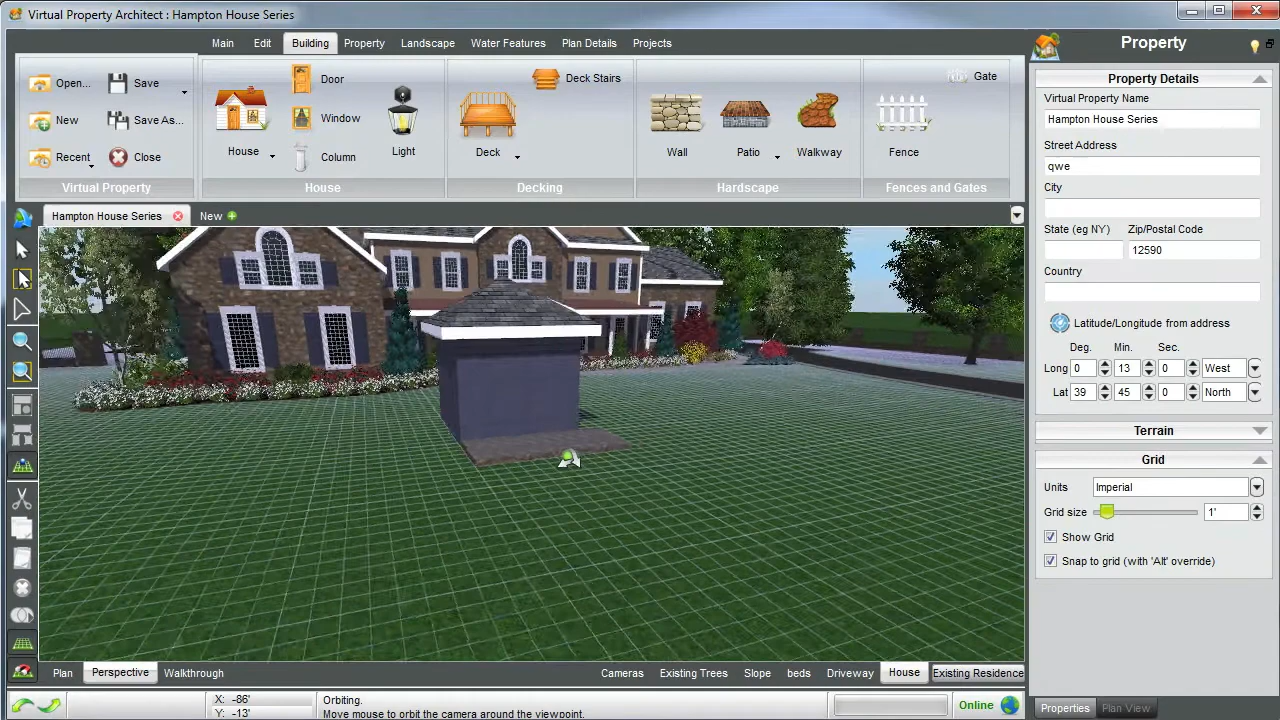 Virtual Property Architect : Hampton House Series
Main Edit Building Property Landscape Water Features Plan Details Projects
Open... Save
New Save As...
Recent Close
Virtual Property
House
Door
Window
Column
Light
House
Deck
Deck Stairs
Decking
Wall
Patio
Walkway
Hardscape
Fence
Gate
Fences and Gates
Hampton House Series New
Property
Property Details
Virtual Property Name
Hampton House Series
Street Address
qwe
City
State (eg NY) Zip/Postal Code
12590
Country
Latitude/Longitude from address
Deg. Min. Sec.
Long 0 13 0 West
Lat 39 45 0 North
Terrain
Grid
Units Imperial
Grid size 1'
Show Grid
Snap to grid (with 'Alt' override)
Plan Perspective Walkthrough Cameras Existing Trees Slope beds Driveway House Existing Residence
X: -86'
Y: -13'
Orbiting.
Move mouse to orbit the camera around the viewpoint.
Online
Properties Plan View